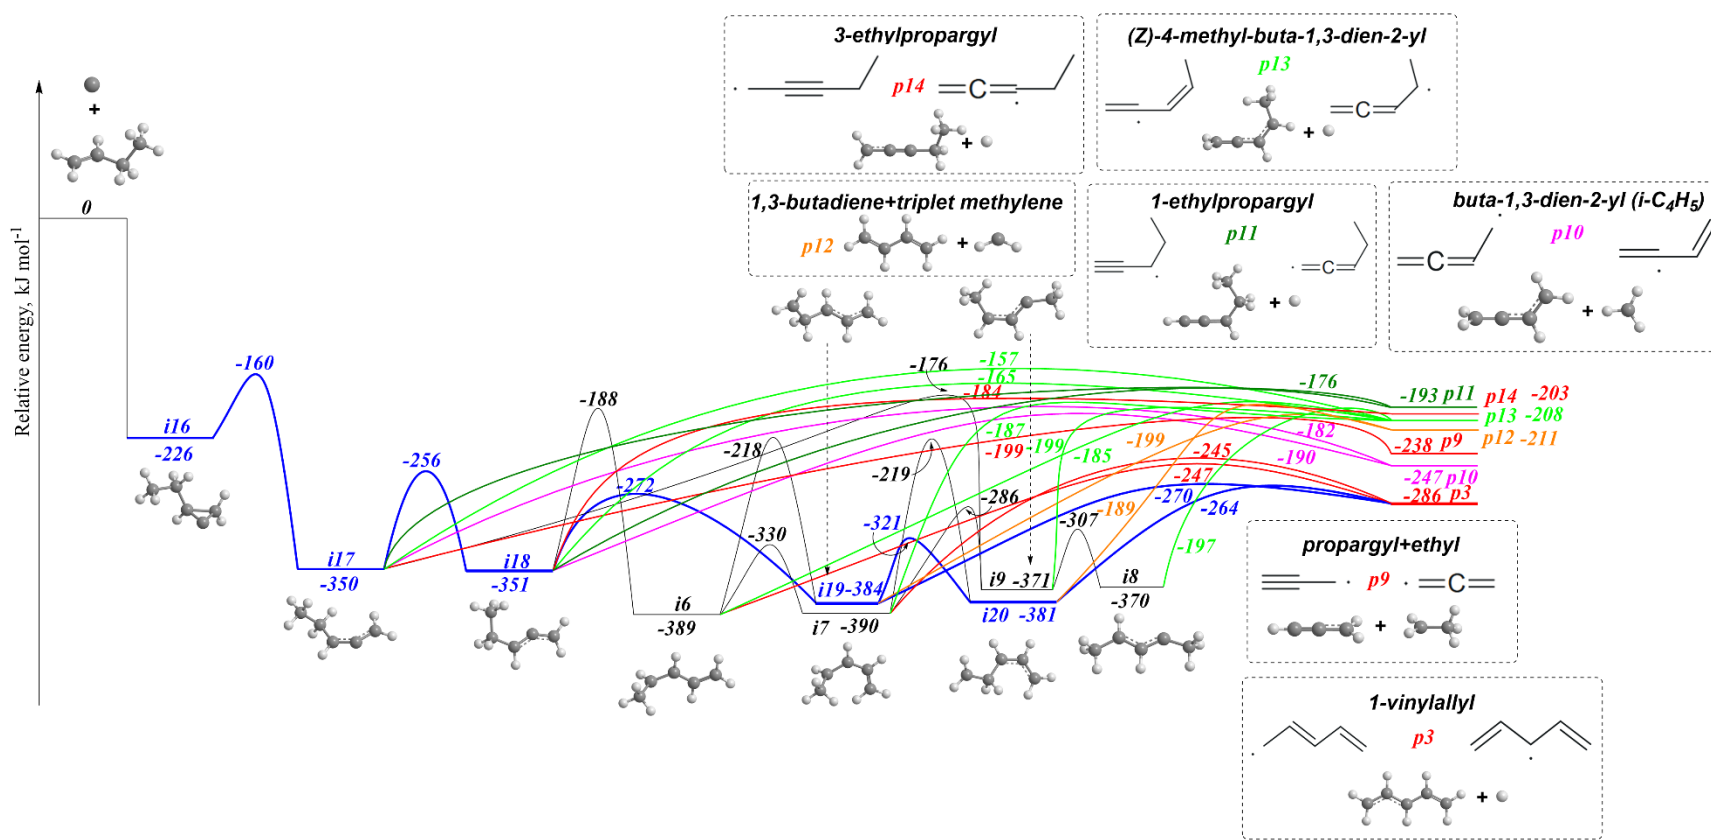 3-ethylpropargyl
p14
C
+
(Z)-4-methyl-buta-1,3-dien-2-yl
p13
C
+
+
Relative energy, kJ mol-1
0
1,3-butadiene+triplet methylene
p12
+
1-ethylpropargyl
p11
C
+
buta-1,3-dien-2-yl (i-C4H5)
p10
C
+
-160
-176
-157
-165
-184
-176
-193 p11
p14 -203
p13 -208
p12 -211
-188
i16
-226
-218
-187
-199
-199
-185
-199
-182
-190
-238 p9
-256
-219
-245
-247
-247 p10
-286 p3
-272
-286
-270
-264
-189
-321
-307
-197
-330
i17
-350
i18
-351
i6
-389
i19 -384
i7 -390
i9 -371
i20 -381
i8
-370
propargyl+ethyl
p9
C
+
1-vinylallyl
p3
+